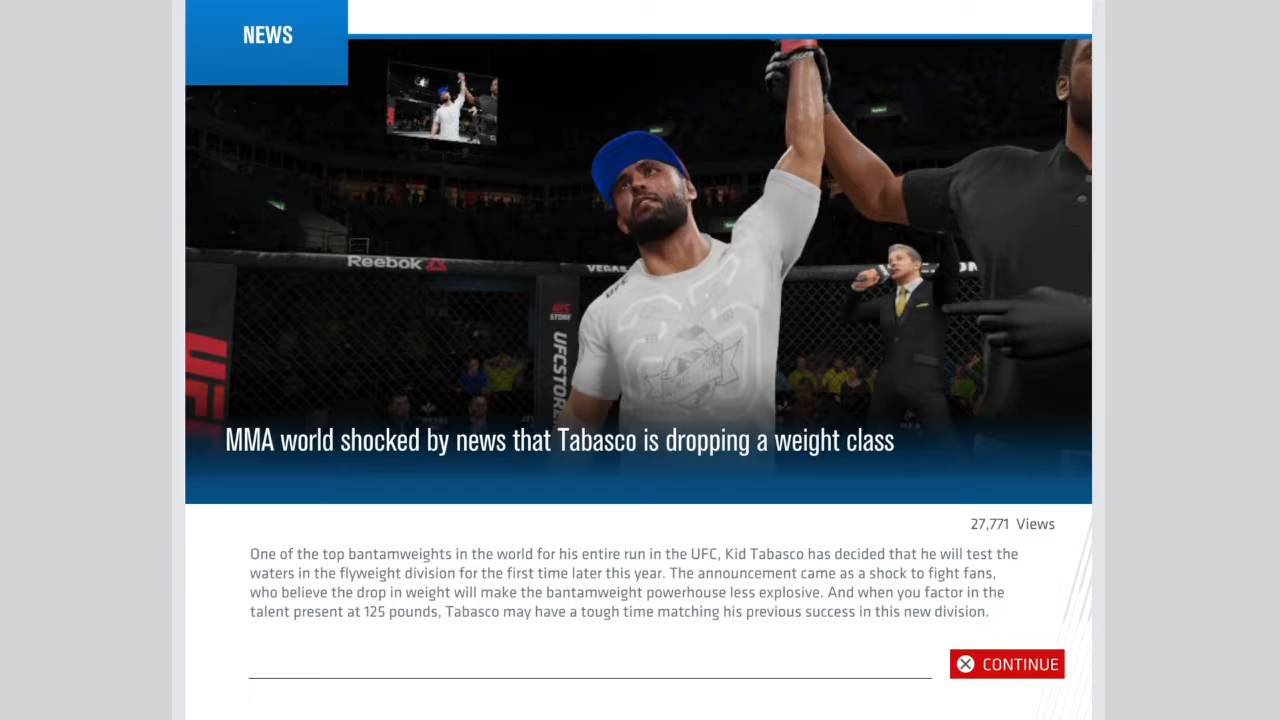 NEWS
Reebok
VEGAS
UFC
UFC
STORE
UFCSTORE
UFC
MMA world shocked by news that Tabasco is dropping a weight class
27,771 Views
One of the top bantamweights in the world for his entire run in the UFC, Kid Tabasco has decided that he will test the
waters in the flyweight division for the first time later this year. The announcement came as a shock to fight fans,
who believe the drop in weight will make the bantamweight powerhouse less explosive. And when you factor in the
talent present at 125 pounds, Tabasco may have a tough time matching his previous success in this new division.
CONTINUE